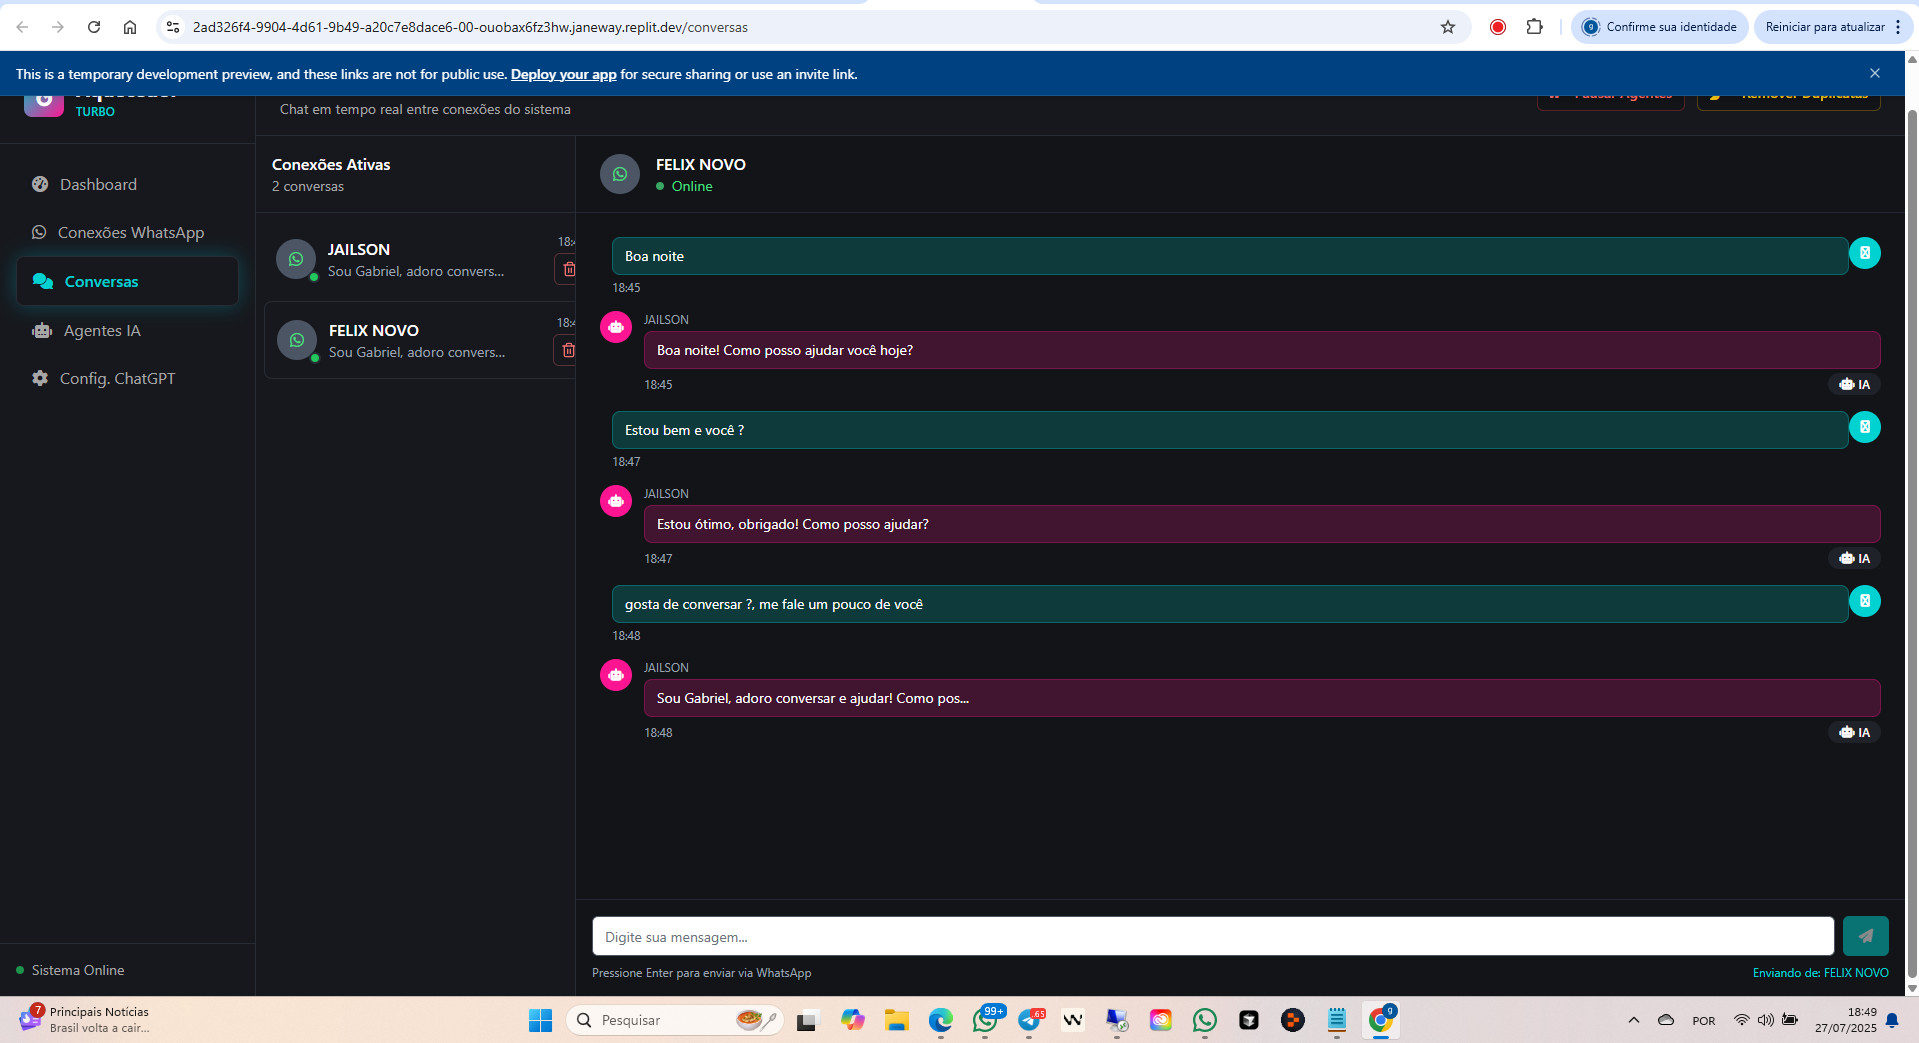 2ad326f4-9904-4d61-9b49-a20c7e8dace6-00-ouobax6fz3hw.janeway.replit.dev/conversas
Confirme sua identidade
Reiniciar para atualizar
This is a temporary development preview, and these links are not for public use. Deploy your app for secure sharing or use an invite link.
TURBO
Chat em tempo real entre conexões do sistema
Pausar Agentes
Remover Duplicatas
Dashboard
Conexões WhatsApp
Conversas
Agentes IA
Config. ChatGPT
Sistema Online
Conexões Ativas
2 conversas
JAILSON
18:4
Sou Gabriel, adoro convers...
FELIX NOVO
18:4
Sou Gabriel, adoro convers...
FELIX NOVO
Online
Boa noite
18:45
JAILSON
Boa noite! Como posso ajudar você hoje?
18:45
IA
Estou bem e você ?
18:47
JAILSON
Estou ótimo, obrigado! Como posso ajudar?
18:47
IA
gosta de conversar ?, me fale um pouco de você
18:48
JAILSON
Sou Gabriel, adoro conversar e ajudar! Como pos...
18:48
IA
Digite sua mensagem...
Pressione Enter para enviar via WhatsApp
Enviando de: FELIX NOVO
7
Principais Notícias
Brasil volta a cair...
Pesquisar
99+
65
9
POR
18:49
27/07/2025